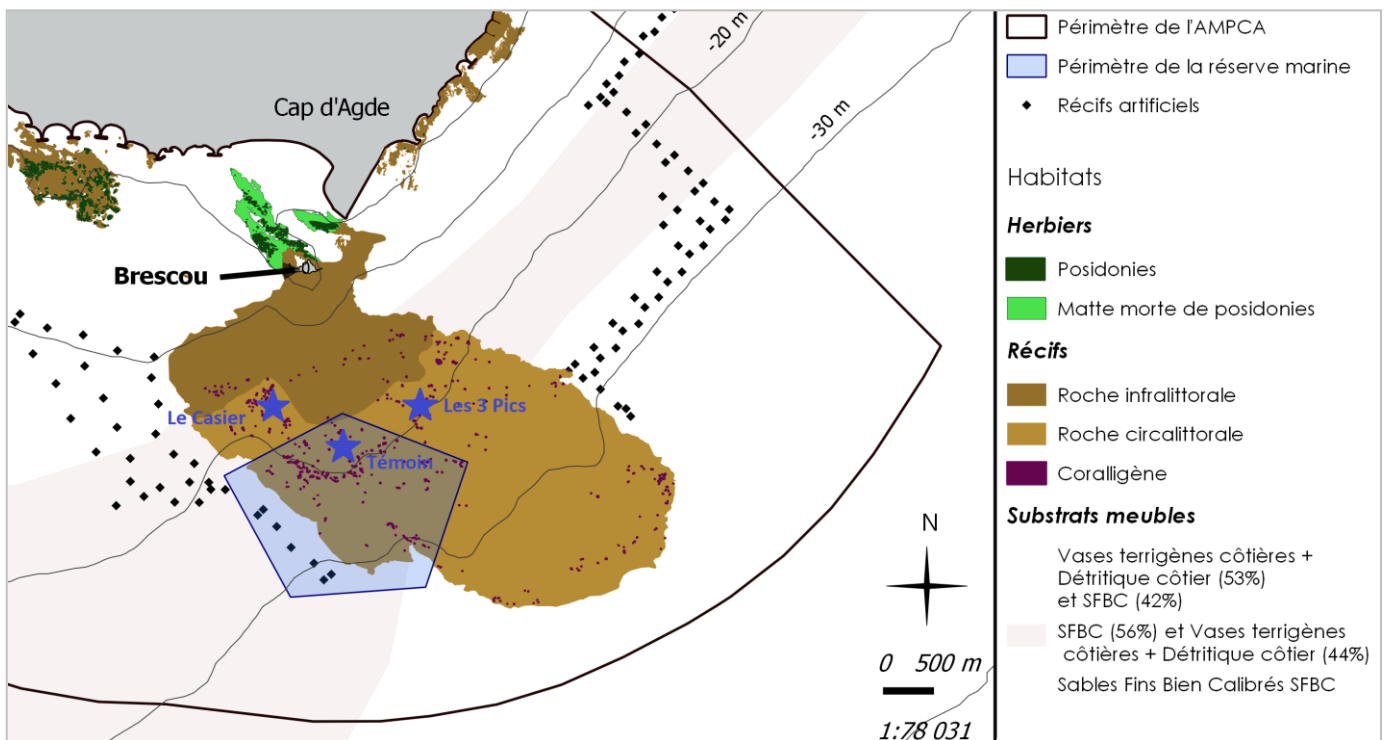 Cap d'Agde
-20 m
-30 m
Brescou
Le Casier
Les 3 Pics
Témoin
N
0 500 m
1:78 031
Périmètre de l'AMPCA
Périmètre de la réserve marine
Récifs artificiels
Habitats
Herbiers
Posidonies
Matte morte de posidonies
Récifs
Roche infralittorale
Roche circalittorale
Coralligène
Substrats meubles
Vases terrigènes côtières +
Détritique côtier (53%)
et SFBC (42%)
SFBC (56%) et Vases terrigènes
côtières + Détritique côtier (44%)
Sables Fins Bien Calibrés SFBC